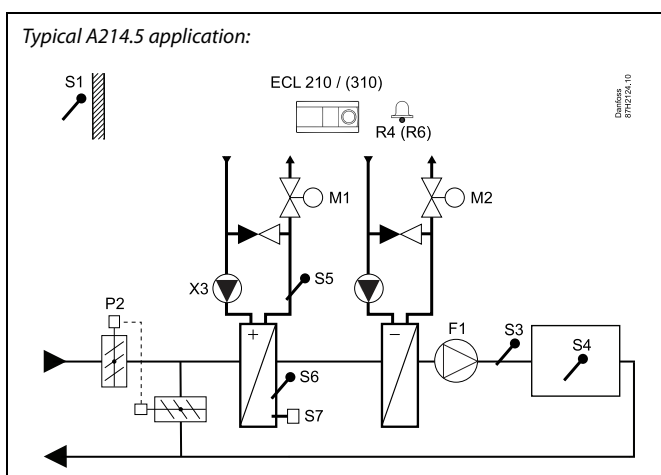 Typical A214.5 application:
S1
ECL 210 / (310)
R4 (R6)
Danfoss
87H2124.10
M1
M2
X3
S5
P2
+
−
F1
S3
S4
S6
S7